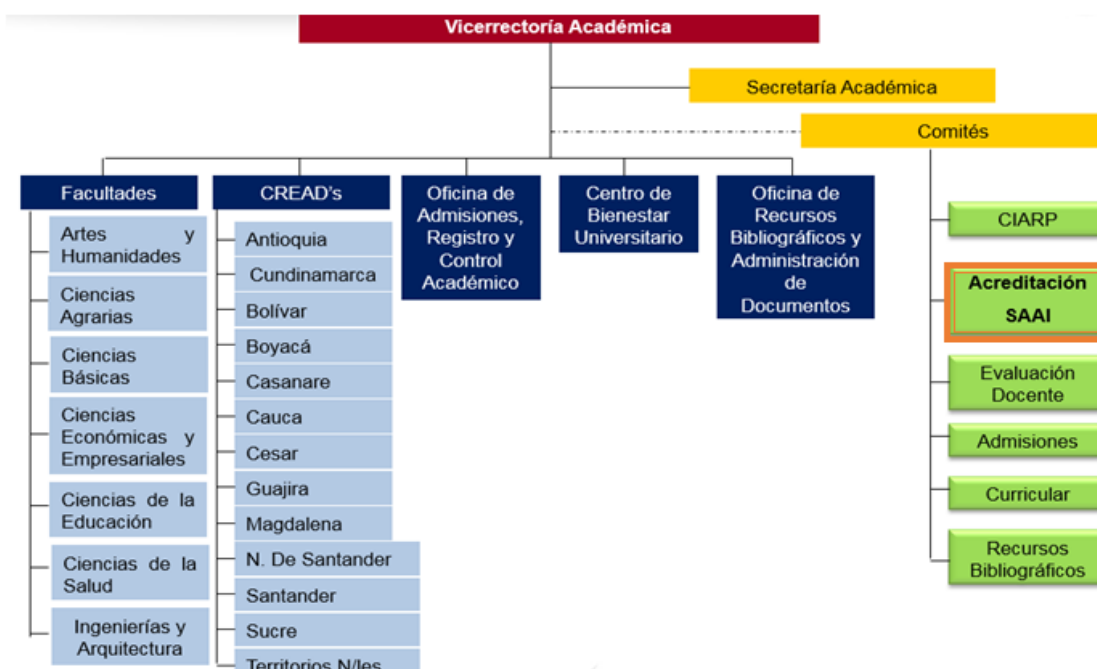 Vicerrectoría Académica
Secretaría Académica
Comités
Facultades
Artes y
Humanidades
Ciencias
Agrarias
Ciencias
Básicas
Ciencias
Económicas y
Empresariales
Ciencias de la
Educación
Ciencias de la
Salud
Ingenierías y
Arquitectura
CREAD's
Antioquia
Cundinamarca
Bolívar
Boyacá
Casanare
Cauca
Cesar
Guajira
Magdalena
N. De Santander
Santander
Sucre
Territorios N/les
Oficina de
Admisiones,
Registro y
Control
Académico
Centro de
Bienestar
Universitario
Oficina de
Recursos
Bibliográficos y
Administración
de
Documentos
CIARP
Acreditación
SAAI
Evaluación
Docente
Admisiones
Curricular
Recursos
Bibliográficos